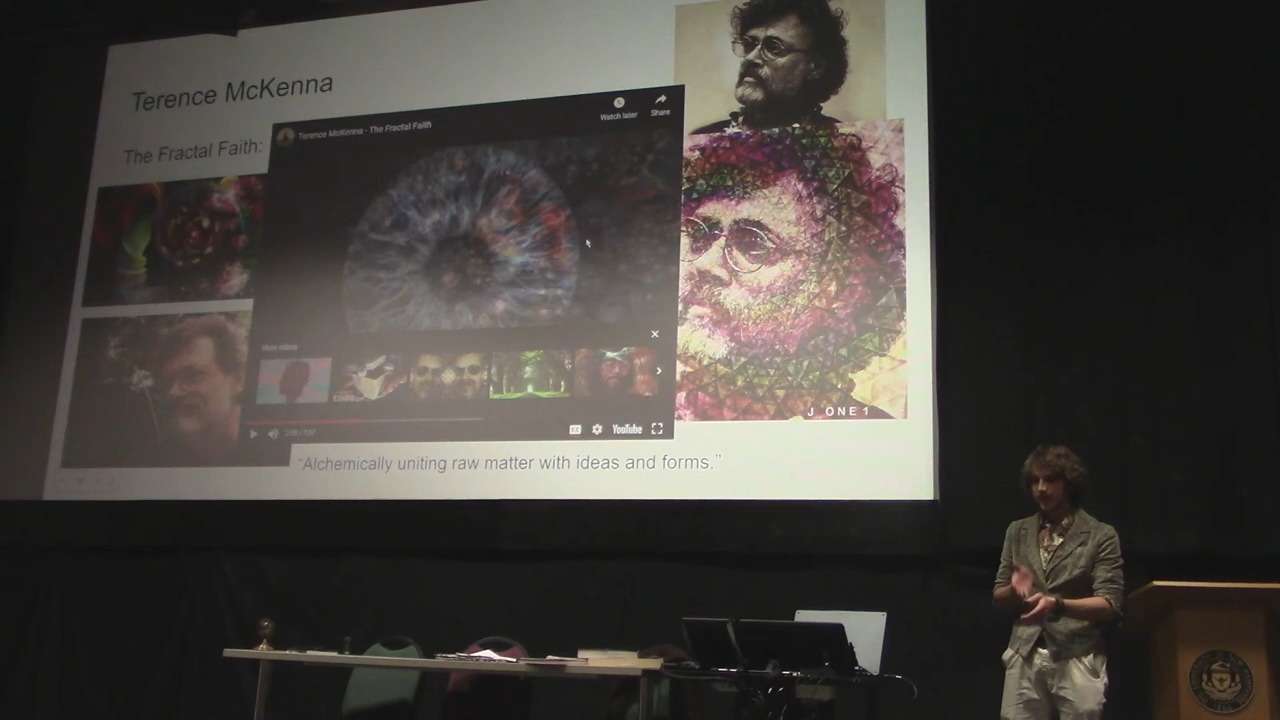 Terence McKenna
The Fractal Faith:
Terence McKenna - The Fractal Faith
Watch later
Share
More videos
CC
YouTube
J ONE 1
"Alchemically uniting raw matter with ideas and forms."